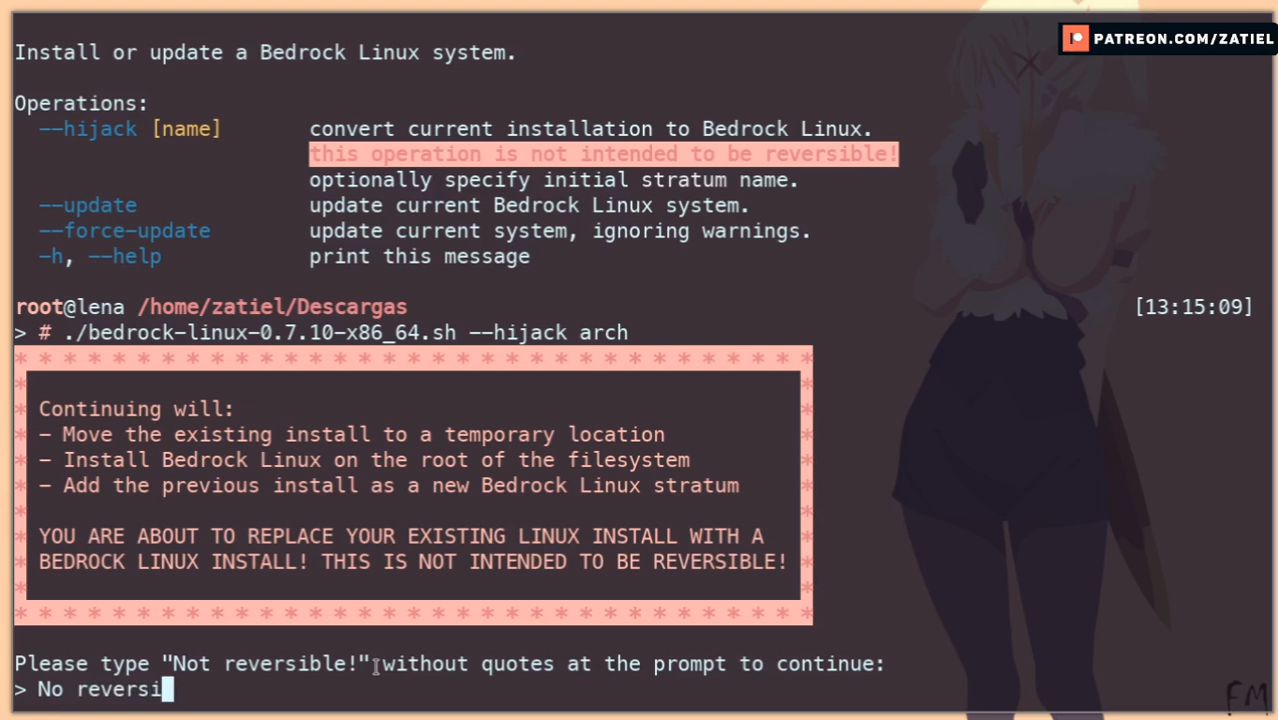 PATREON.COM/ZATIEL
Install or update a Bedrock Linux system.
Operations:
--hijack [name] convert current installation to Bedrock Linux.
this operation is not intended to be reversible!
optionally specify initial stratum name.
--update update current Bedrock Linux system.
--force-update update current system, ignoring warnings.
-h, --help print this message
root@lena /home/zatiel/Descargas [13:15:09]
> # ./bedrock-linux-0.7.10-x86_64.sh --hijack arch
* * * * * * * * * * * * * * * * * * * * * * * * * * * * * * * * *
* *
* Continuing will: *
* - Move the existing install to a temporary location *
* - Install Bedrock Linux on the root of the filesystem *
* - Add the previous install as a new Bedrock Linux stratum *
* *
* YOU ARE ABOUT TO REPLACE YOUR EXISTING LINUX INSTALL WITH A *
* BEDROCK LINUX INSTALL! THIS IS NOT INTENDED TO BE REVERSIBLE! *
* *
* * * * * * * * * * * * * * * * * * * * * * * * * * * * * * * * *
Please type "Not reversible!" without quotes at the prompt to continue:
> No reversi
FM